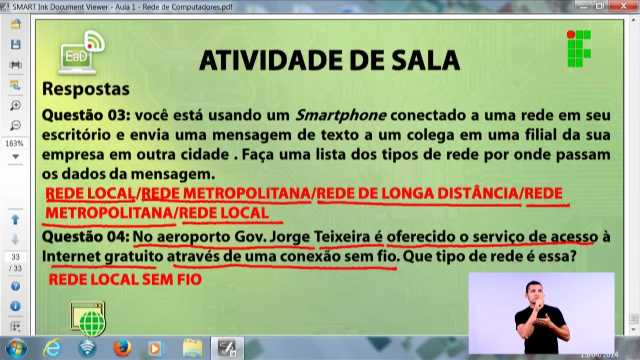 SMART Ink Document Viewer - Aula 1 - Rede de Computadores.pdf
EaD
ATIVIDADE DE SALA
Respostas
Questão 03: você está usando um Smartphone conectado a uma rede em seu
escritório e envia uma mensagem de texto a um colega em uma filial da sua
empresa em outra cidade . Faça uma lista dos tipos de rede por onde passam
os dados da mensagem.
REDE LOCAL/REDE METROPOLITANA/REDE DE LONGA DISTÂNCIA/REDE
METROPOLITANA/REDE LOCAL
Questão 04: No aeroporto Gov. Jorge Teixeira é oferecido o serviço de acesso à
Internet gratuito através de uma conexão sem fio. Que tipo de rede é essa?
REDE LOCAL SEM FIO
163%
33
/ 33
15/04/2014